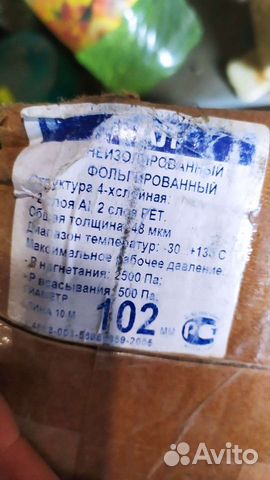 НЕИЗОЛИРОВАННЫЙ
ФОЛЬГИРОВАННЫЙ
Структура 4-хслойная:
2 слоя Al, 2 слоя PET.
Общая толщина: 48 мкм
Диапазон температур: -30..+130 С
Максимальное рабочее давление:
- P нагнетания: 2500 Па;
- P всасывания: 500 Па;
ДИАМЕТР 102 мм
ДЛИНА 10 М
Avito